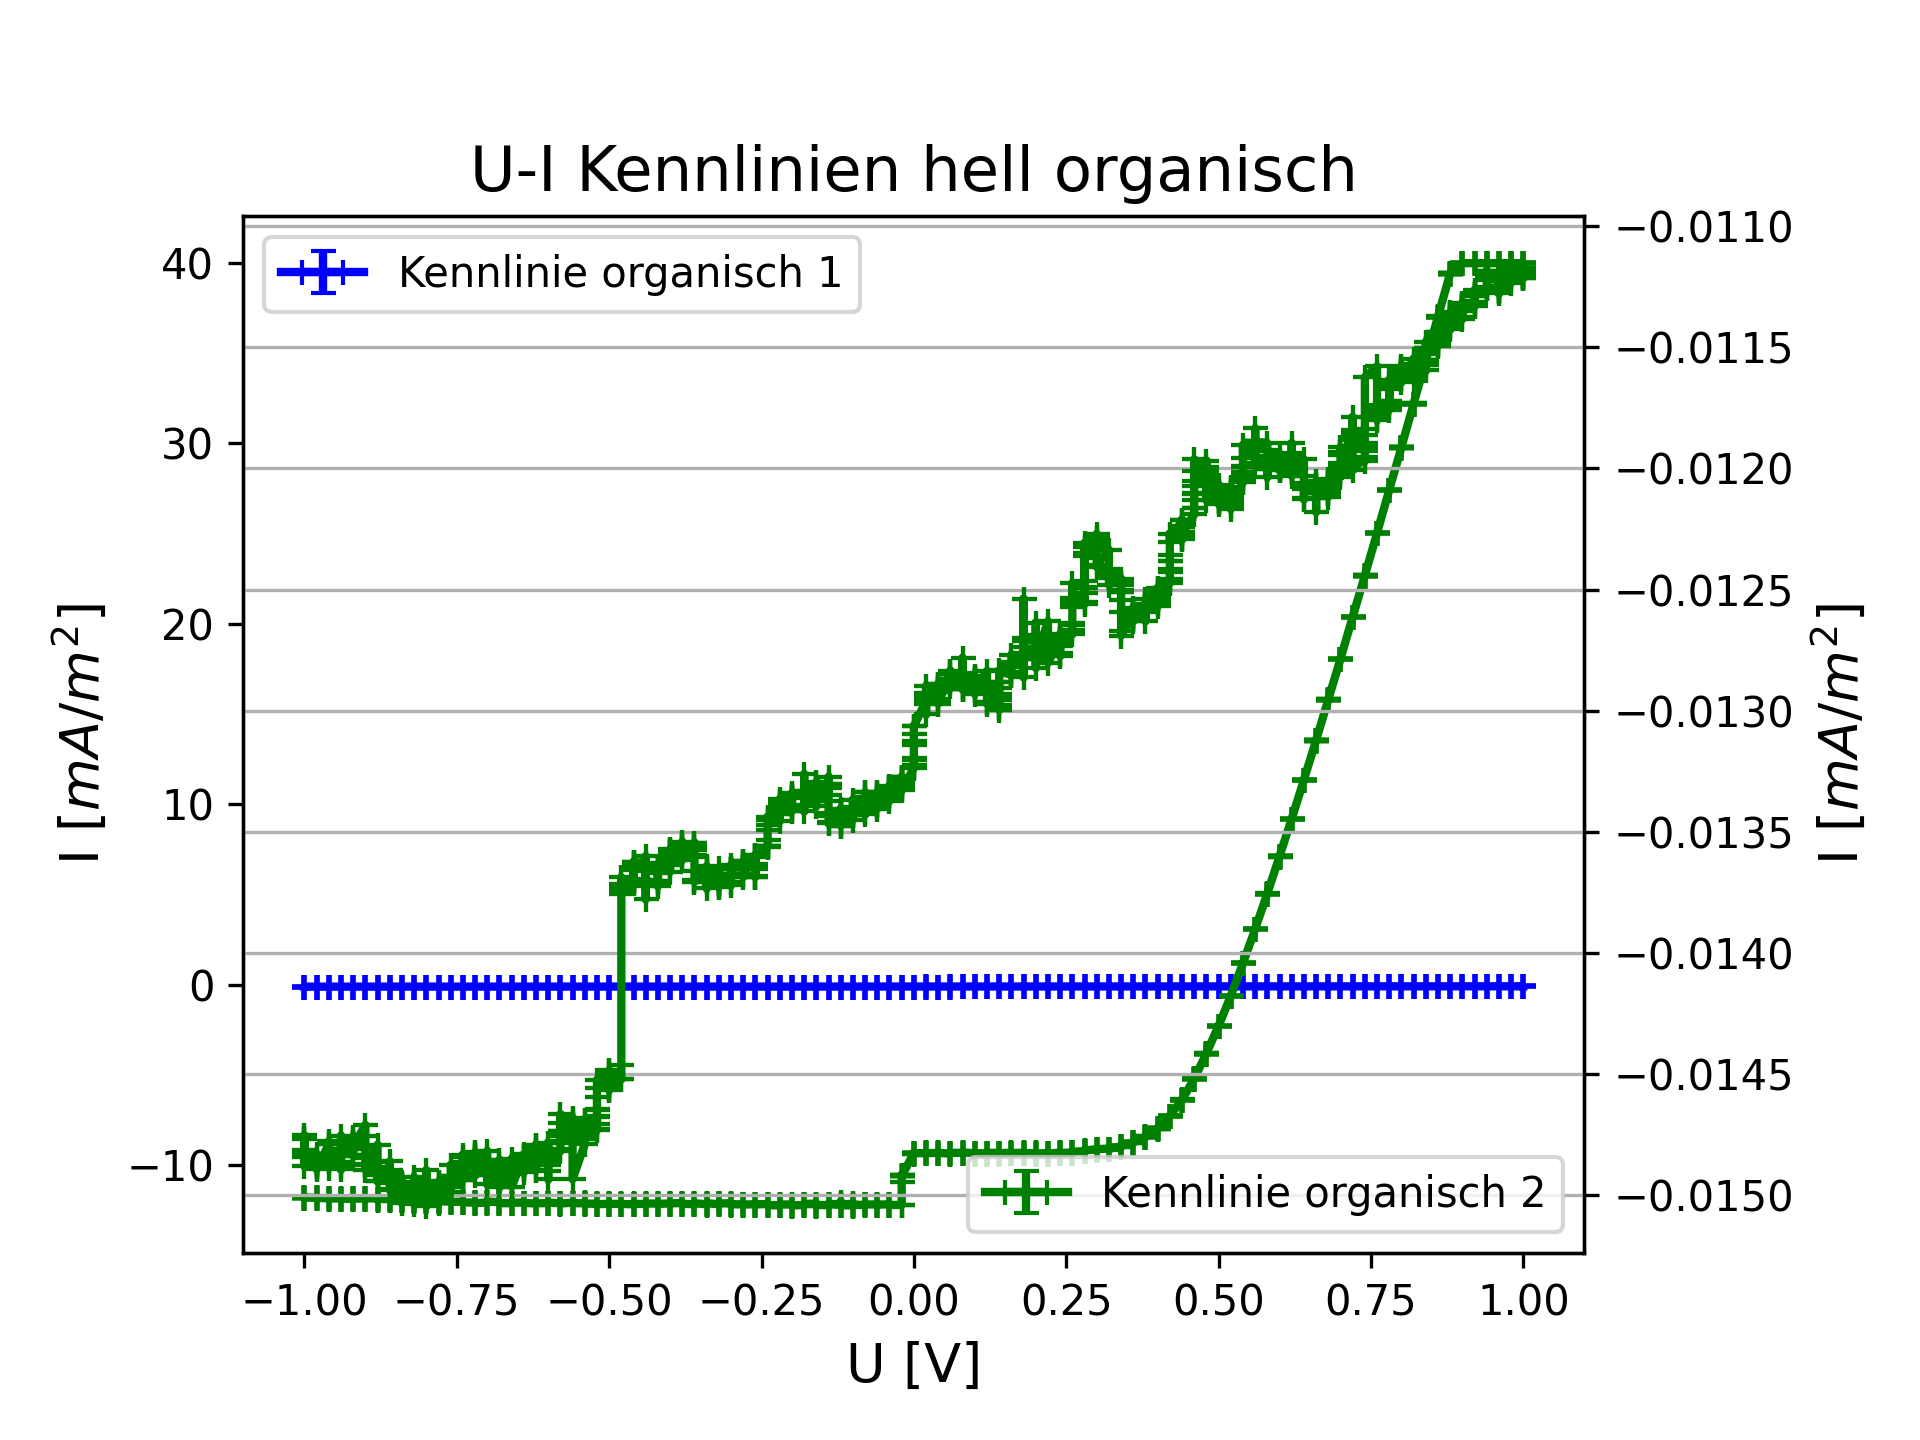 U-I Kennlinien hell organisch
Kennlinie organisch 1
Kennlinie organisch 2
I [mA/m²]
40
30
20
10
0
−10
−0.0110
−0.0115
−0.0120
−0.0125
−0.0130
−0.0135
−0.0140
−0.0145
−0.0150
I [mA/m²]
−1.00 −0.75 −0.50 −0.25 0.00 0.25 0.50 0.75 1.00
U [V]